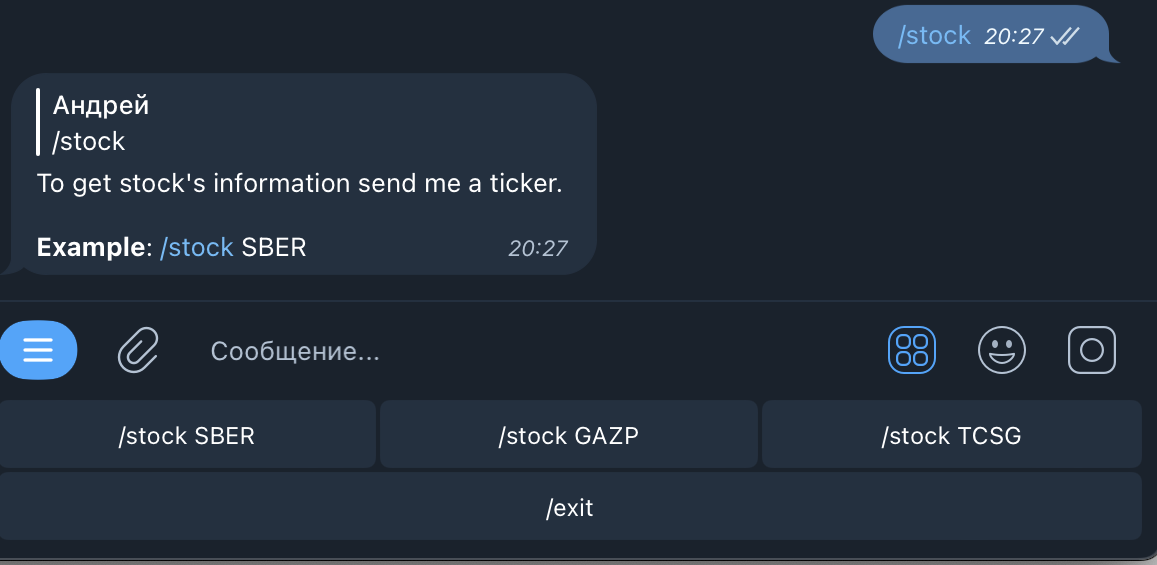 /stock 20:27
Андрей
/stock
To get stock's information send me a ticker.
Example: /stock SBER 20:27
Сообщение...
/stock SBER /stock GAZP /stock TCSG
/exit